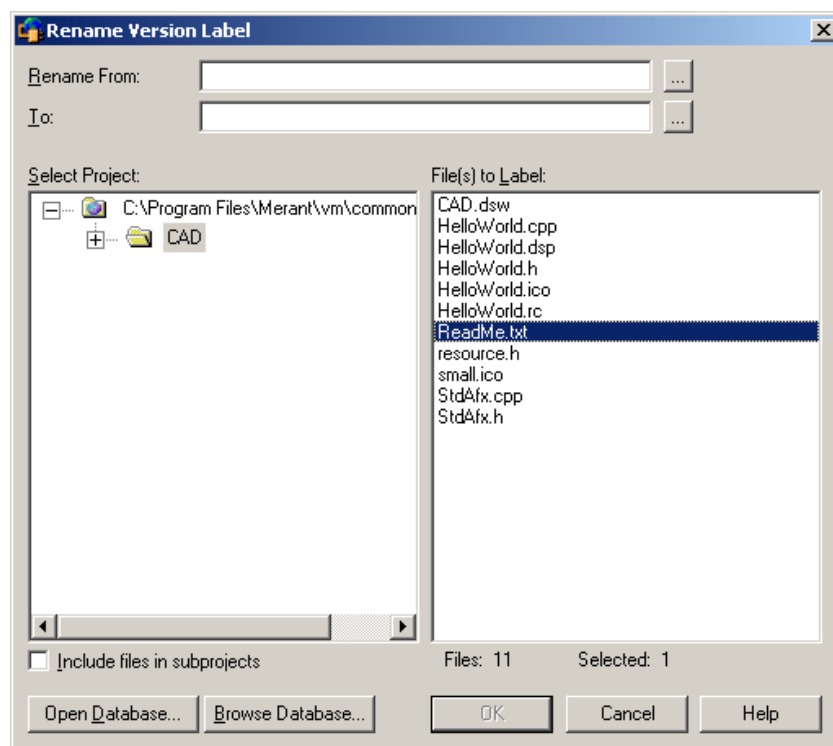 Rename Version Label
Rename From:
...
To:
...
Select Project:
C:\Program Files\Merant\vm\common
CAD
Include files in subprojects
Open Database...
Browse Database...
File(s) to Label:
CAD.dsw
HelloWorld.cpp
HelloWorld.dsp
HelloWorld.h
HelloWorld.ico
HelloWorld.rc
ReadMe.txt
resource.h
small.ico
StdAfx.cpp
StdAfx.h
Files: 11
Selected: 1
OK
Cancel
Help